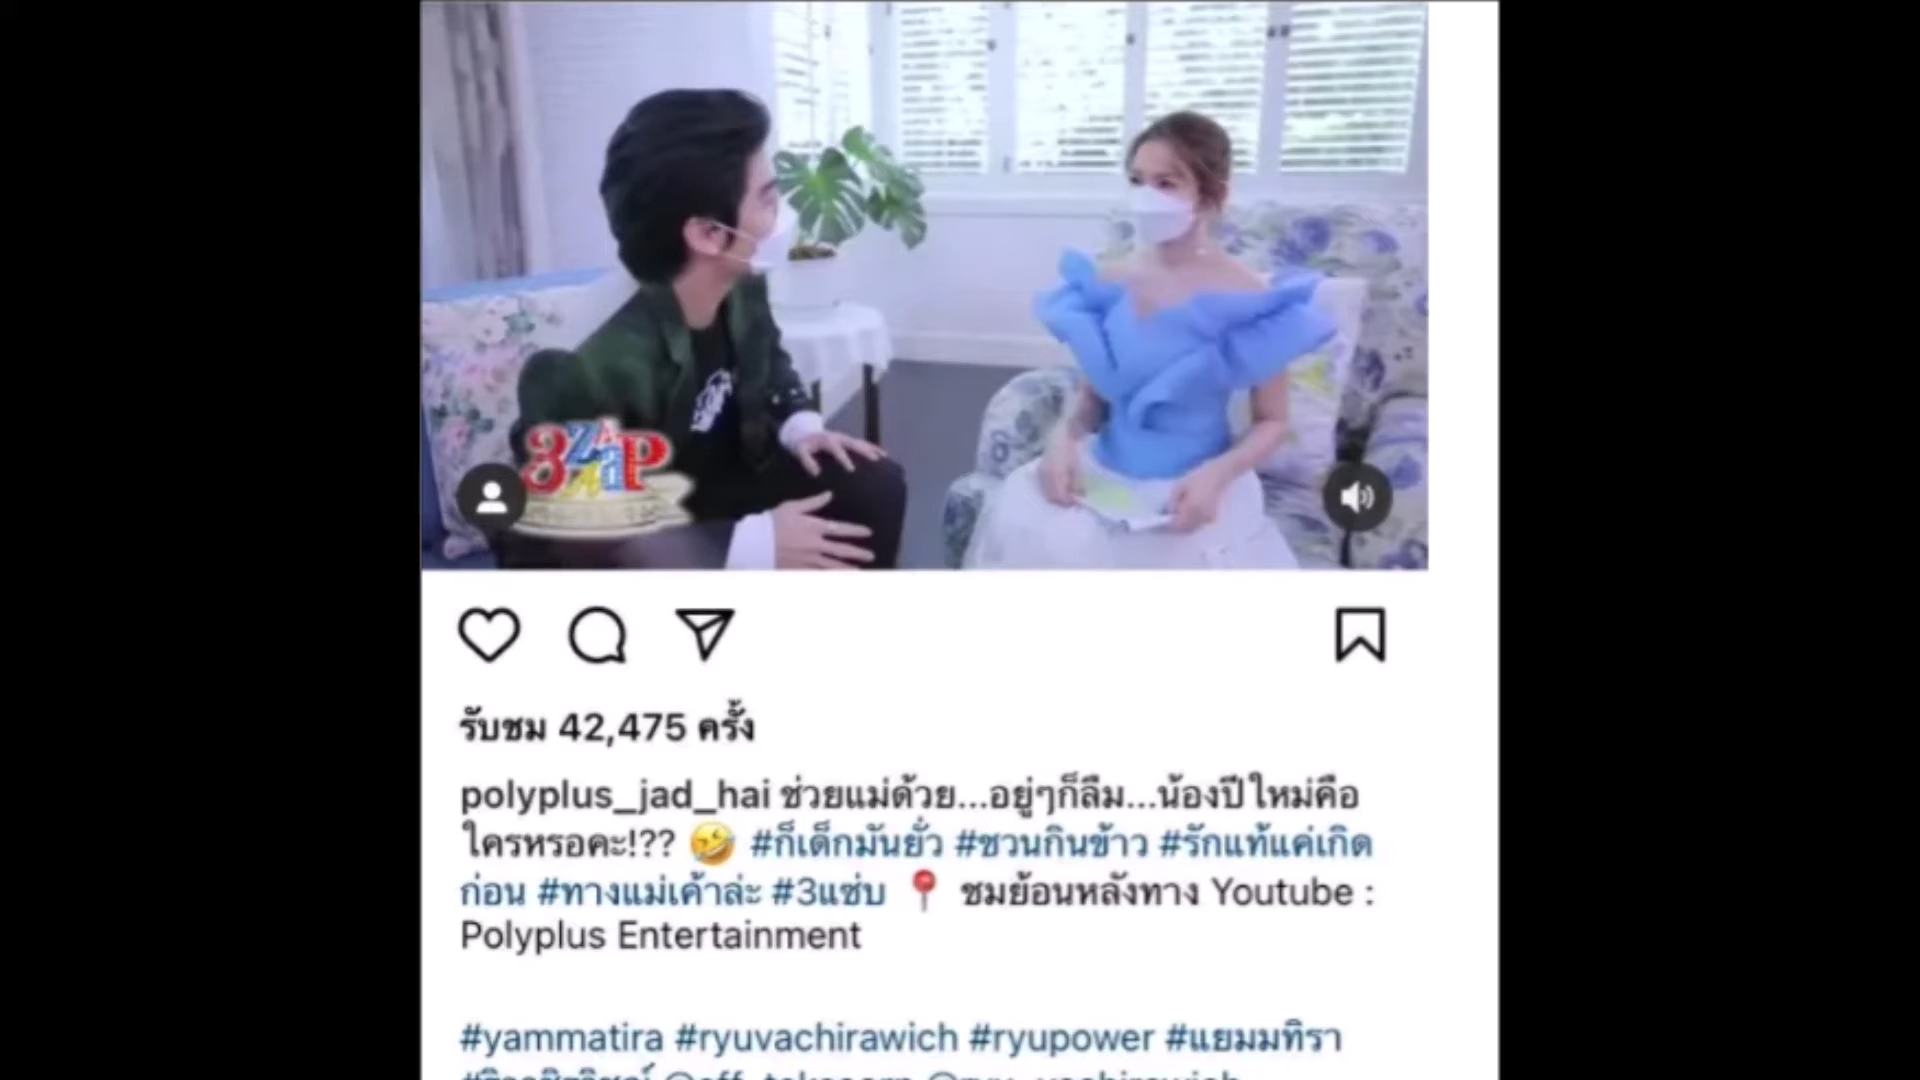 3ZAP
รับชม 42,475 ครั้ง
polyplus_jad_hai ช่วยแม่ด้วย...อยู่ๆก็ลืม...น้องปีใหม่คือ
ใครหรอคะ!?? 🤣 #ก็เด็กมันยั่ว #ชวนกินข้าว #รักแท้แค่เกิด
ก่อน #ทางแม่เค้าล่ะ #3แซ่บ 📍 ชมย้อนหลังทาง Youtube :
Polyplus Entertainment
#yammatira #ryuvachirawich #ryupower #แยมมทิรา